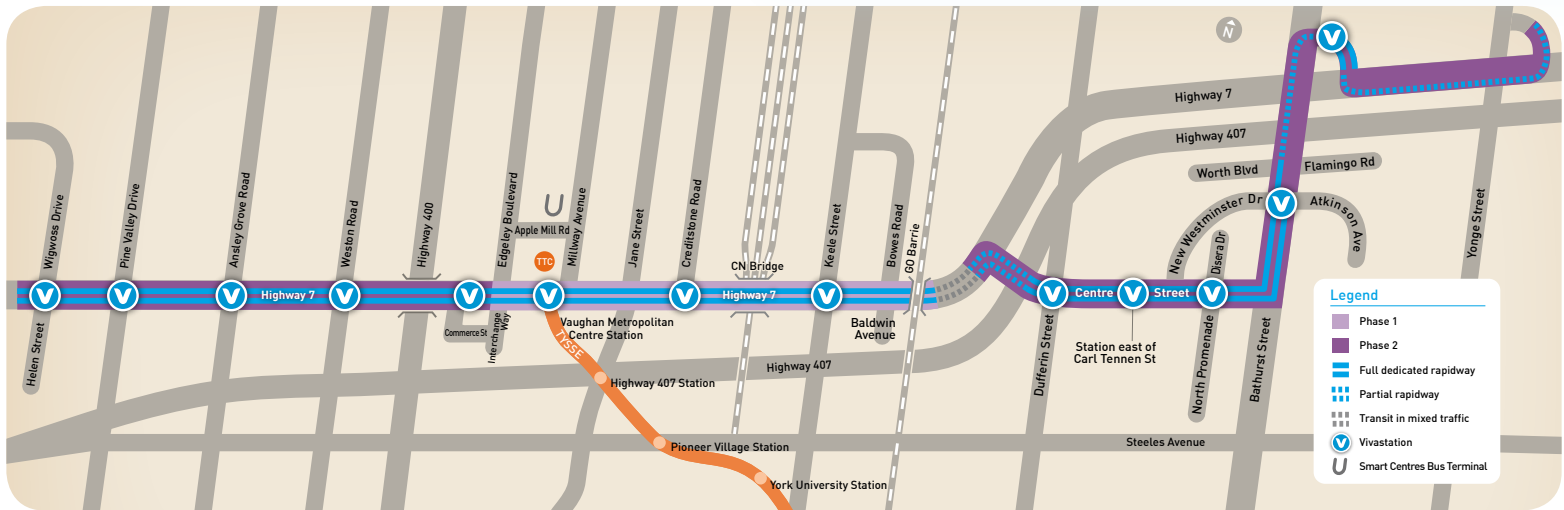 N
Highway 7
Highway 407
Worth Blvd
Flamingo Rd
New Westminster Dr
Atkinson
Ave
Disera Dr
Yonge Street
Wigwoss Drive
Pine Valley Drive
Ansley Grove Road
Weston Road
Highway 400
Edgeley Boulevard
Apple Mill Rd
Millway Avenue
TTC
Jane Street
Creditstone Road
CN Bridge
Keele Street
Bowes Road
GO Barrie
Highway 7
Highway 7
Centre
Street
Helen Street
Commerce St
Interchange
Way
Vaughan Metropolitan
Centre Station
TYSSE
Baldwin
Avenue
Station east of
Carl Tennen St
Dufferin Street
North Promenade
Bathurst Street
Highway 407
Highway 407 Station
Pioneer Village Station
Steeles Avenue
York University Station
Legend
Phase 1
Phase 2
Full dedicated rapidway
Partial rapidway
Transit in mixed traffic
Vivastation
Smart Centres Bus Terminal